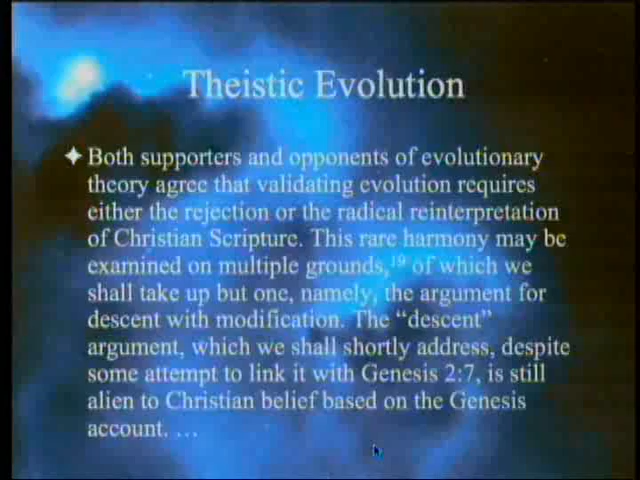 Theistic Evolution
Both supporters and opponents of evolutionary
theory agree that validating evolution requires
either the rejection or the radical reinterpretation
of Christian Scripture. This rare harmony may be
examined on multiple grounds,¹⁹ of which we
shall take up but one, namely, the argument for
descent with modification. The “descent”
argument, which we shall shortly address, despite
some attempt to link it with Genesis 2:7, is still
alien to Christian belief based on the Genesis
account. …